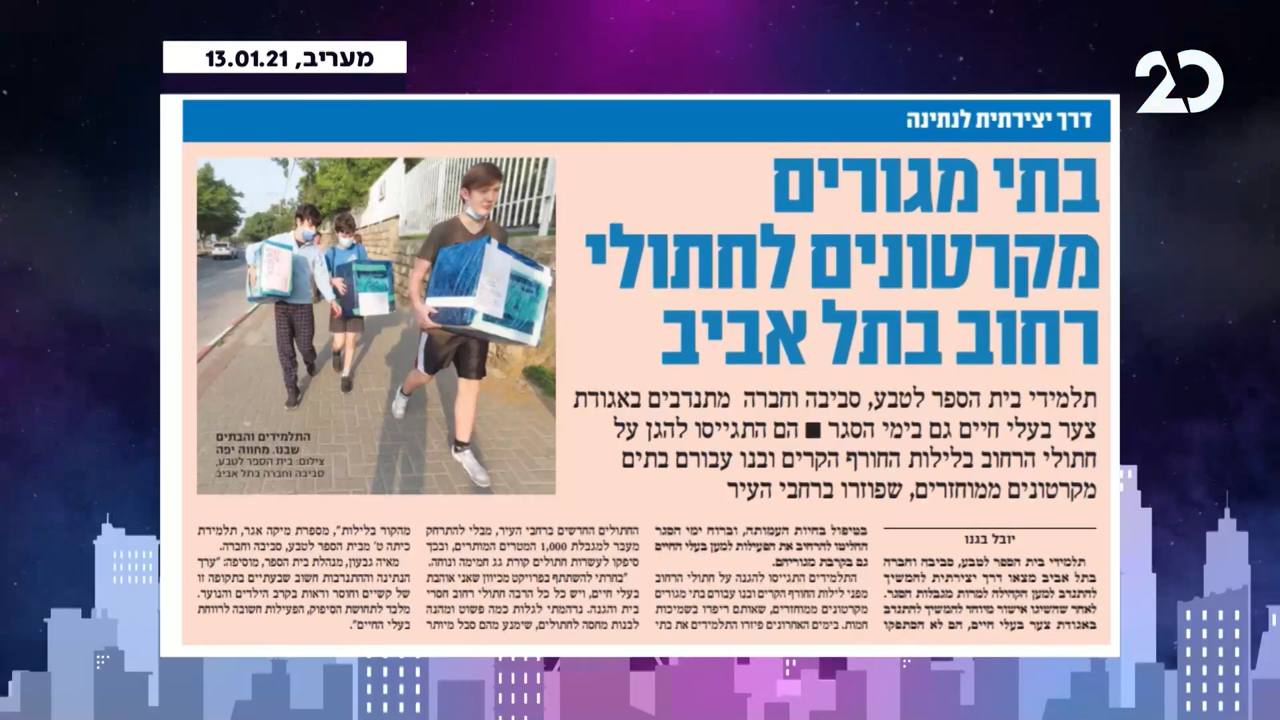 מעריב, 13.01.21
20
דרך יצירתית לנתינה
בתי מגורים
מקרטונים לחתולי
רחוב בתל אביב
תלמידי בית הספר לטבע, סביבה וחברה מתנדבים באגודת
צער בעלי חיים גם בימי הסגר ■ הם התגייסו להגן על
חתולי הרחוב בלילות החורף הקרים ובנו עבורם בתים
מקרטונים ממוחזרים, שפוזרו ברחבי העיר
התלמידים והבתים
שבנו. מחווה יפה
צילום: בית הספר לטבע,
סביבה וחברה בתל אביב
יובל בגנו
תלמידי בית הספר לטבע, סביבה וחברה
בתל אביב מצאו דרך יצירתית להמשיך
להתנדב למען הקהילה למרות מגבלות הסגר.
לאחר שהשיגו אישור מיוחד להמשיך להתנדב
באגודת צער בעלי חיים, הם לא הסתפקו
בטיפול בחיות העמותה, וברוח ימי הסגר
החליטו להרחיב את הפעילות למען בעלי החיים
גם בקרבת מגוריהם.
התלמידים התגייסו להגנה על חתולי הרחוב
מפני לילות החורף הקרים ובנו עבורם בתי מגורים
מקרטונים ממוחזרים, שאותם ריפדו בשמיכות
חמות. בימים האחרונים פיזרו התלמידים את בתי
החתולים החדשים ברחבי העיר, מבלי להתרחק
מעבר למגבלת 1,000 המטרים המותרים, ובכך
סיפקו לעשרות חתולים קורת גג חמימה ונוחה.
"בחרתי להשתתף בפרויקט מכיוון שאני אוהבת
בעלי חיים, ויש כל כל הרבה חתולי רחוב חסרי
בית והגנה. נדהמתי לגלות כמה פשוט ומהנה
לבנות מחסה לחתולים, שימנע מהם סבל מיותר
מהקור בלילות", מספרת מיקה אגר, תלמידת
כיתה ט' מבית הספר לטבע, סביבה וחברה.
מאיה גבעון, מנהלת בית הספר, מוסיפה: "ערך
הנתינה וההתנדבות חשוב שבעתיים בתקופה זו
של קשיים וחוסר ודאות בקרב הילדים והנוער.
מלבד לתחושת הסיפוק, הפעילות חשובה לרווחת
בעלי החיים".